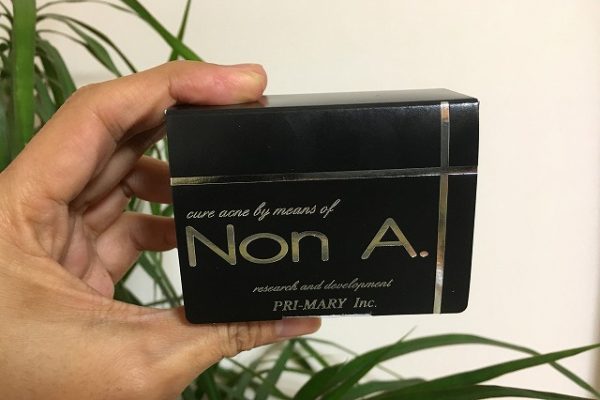 cure acne by means of
Non A.
research and development
PRI-MARY Inc.